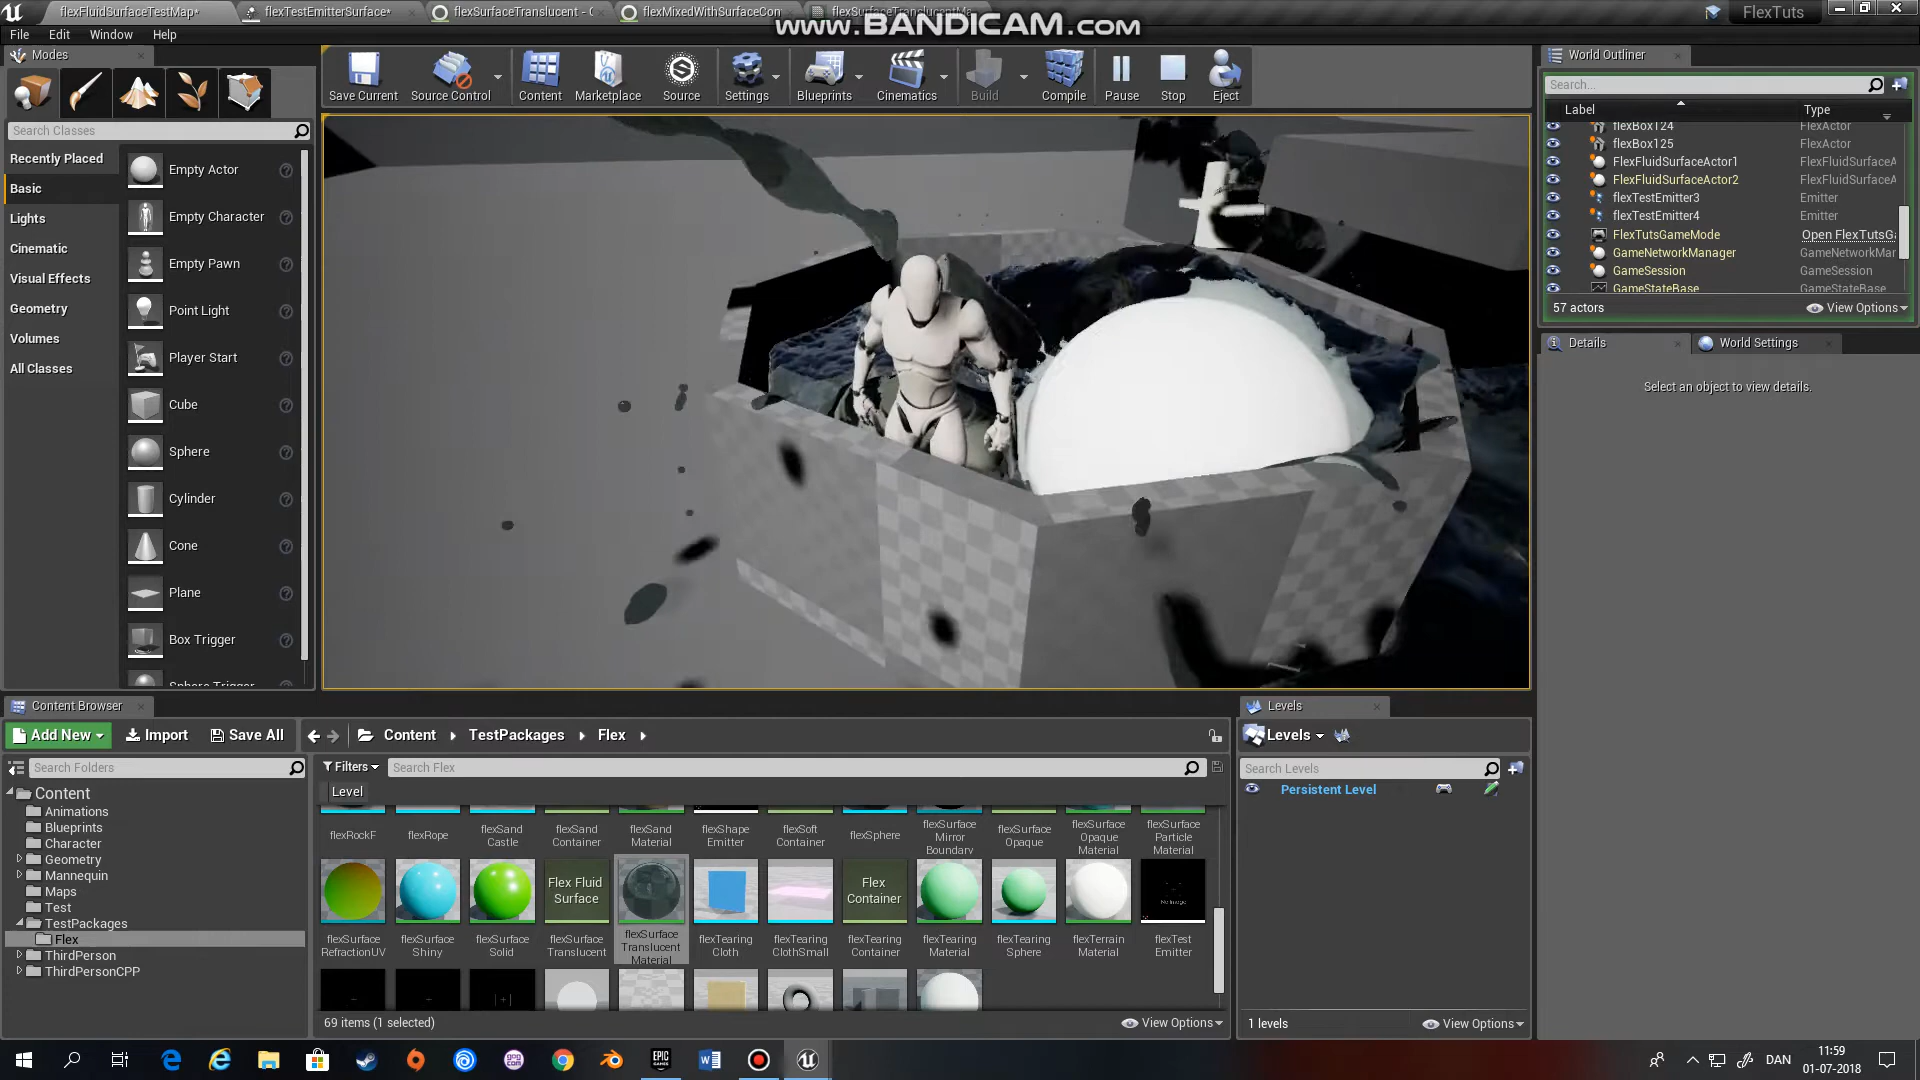 flexFluidSurfaceTestMap*
flexTestEmitterSurface*
flexSurfaceTranslucent - 
flexMixedWithSurfaceCon
www.BANDICAM.com
FlexTuts
File Edit Window Help
Modes
Search Classes
Recently Placed
Basic
Lights
Cinematic
Visual Effects
Geometry
Volumes
All Classes
Empty Actor
Empty Character
Empty Pawn
Point Light
Player Start
Cube
Sphere
Cylinder
Cone
Plane
Box Trigger
Sphere Trigger
Save Current
Source Control
Content
Marketplace
Source
Settings
Blueprints
Cinematics
Build
Compile
Pause
Stop
Eject
World Outliner
Search...
Label Type
flexBox124 FlexActor
flexBox125 FlexActor
FlexFluidSurfaceActor1 FlexFluidSurfaceA
FlexFluidSurfaceActor2 FlexFluidSurfaceA
flexTestEmitter3 Emitter
flexTestEmitter4 Emitter
FlexTutsGameMode Open FlexTutsGa
GameNetworkManager GameNetworkMar
GameSession GameSession
GameStateBase GameStateBase
57 actors View Options
Details World Settings
Select an object to view details.
Content Browser
Add New Import Save All Content TestPackages Flex
Search Folders
Content
Animations
Blueprints
Character
Geometry
Mannequin
Maps
Test
TestPackages
Flex
ThirdPerson
ThirdPersonCPP
Filters Search Flex
Level
flexRockF
flexRope
flexSand
Castle
flexSand
Container
flexSand
Material
flexShape
Emitter
flexSoft
Container
flexSphere
flexSurface
Mirror
Boundary
flexSurface
Opaque
flexSurface
Opaque
Material
flexSurface
Particle
Material
Flex Fluid
Surface
Flex
Container
No Image
flexSurface
RefractionUV
flexSurface
Shiny
flexSurface
Solid
flexSurface
Translucent
flexSurface
Translucent
Material
flexTearing
Cloth
flexTearing
ClothSmall
flexTearing
Container
flexTearing
Material
flexTearing
Sphere
flexTerrain
Material
flexTest
Emitter
69 items (1 selected) View Options
Levels
Levels
Search Levels
Persistent Level
1 levels View Options
EPIC
GAMES
DAN
11:59
01-07-2018